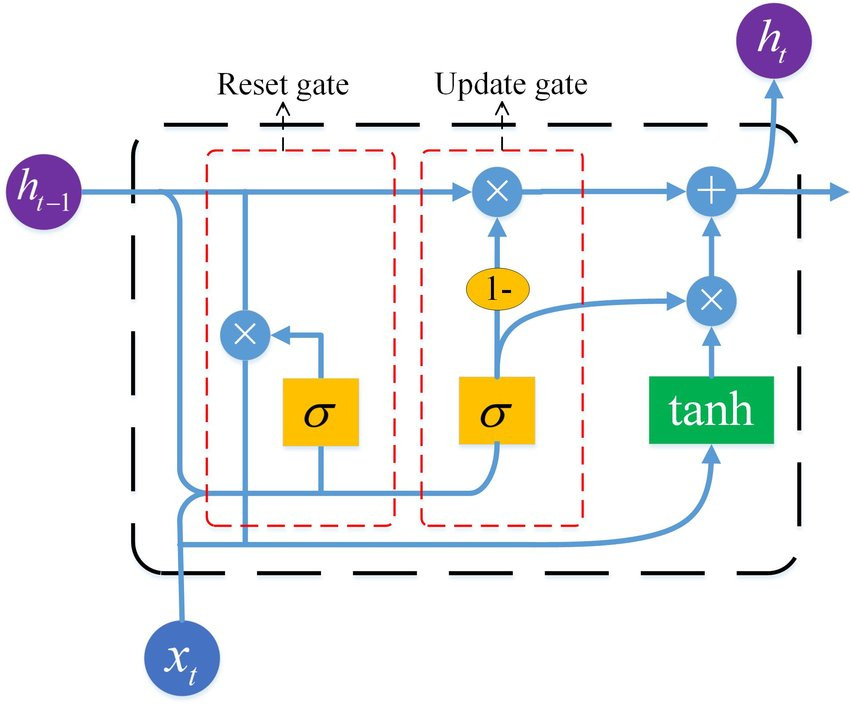 h_t
Reset gate Update gate
h_{t-1}
× +
1- ×
×
σ σ tanh
x_t